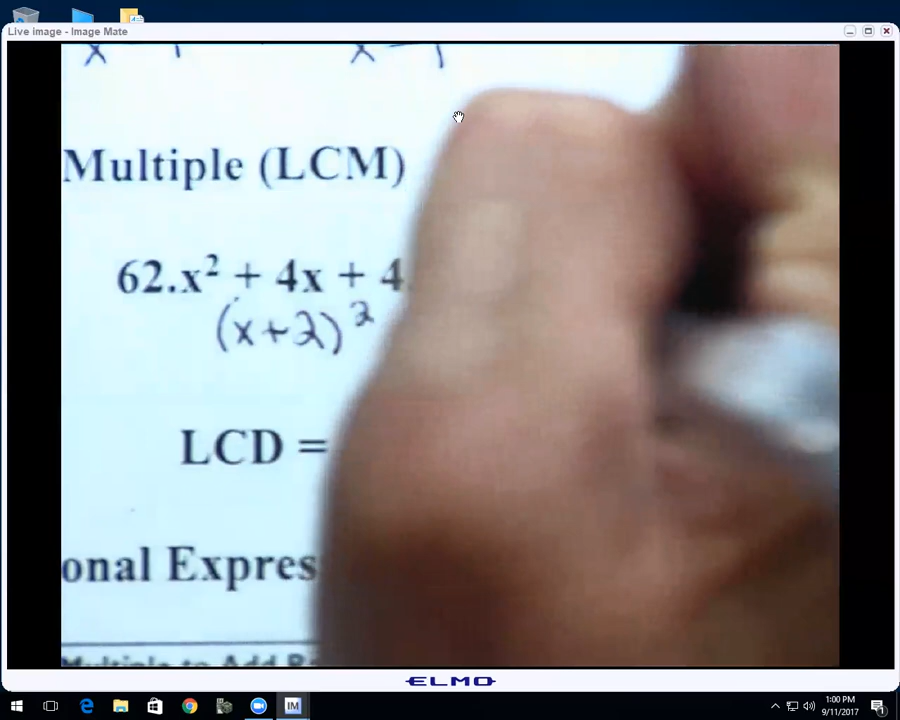 Live image - Image Mate
Multiple (LCM)
62.x² + 4x + 4
(x+2)²
LCD =
onal Expres
ELMO
IM
1:00 PM
9/11/2017